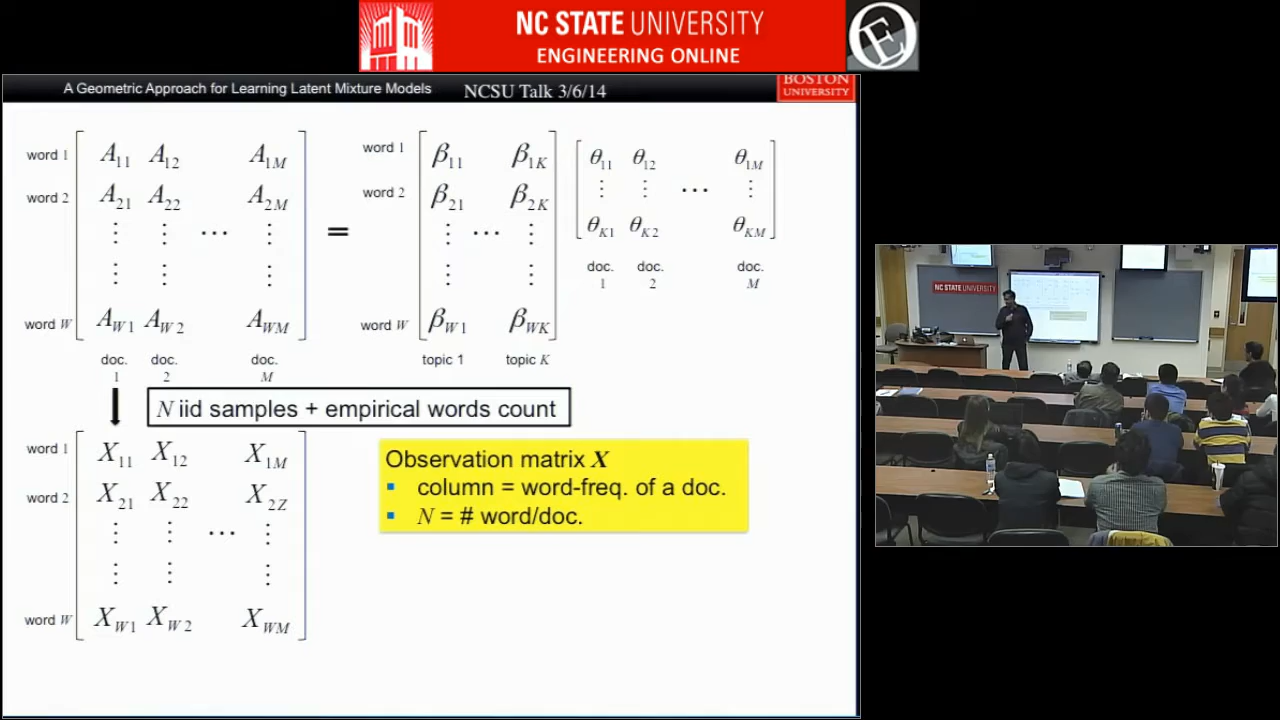 NC STATE UNIVERSITY
ENGINEERING ONLINE
A Geometric Approach for Learning Latent Mixture Models
NCSU Talk 3/6/14
BOSTON
UNIVERSITY
word 1 A11 A12 A1M
word 2 A21 A22 A2M
⋮ ⋮ ⋯ ⋮
⋮ ⋮ ⋮
word W AW1 AW2 AWM
doc. 1 doc. 2 doc. M
=
word 1 β11 β1K
word 2 β21 β2K
⋮ ⋯ ⋮
⋮ ⋮
word W βW1 βWK
topic 1 topic K
θ11 θ12 θ1M
⋮ ⋮ ⋯ ⋮
θK1 θK2 θKM
doc. 1 doc. 2 doc. M
N iid samples + empirical words count
word 1 X11 X12 X1M
word 2 X21 X22 X2Z
⋮ ⋮ ⋯ ⋮
⋮ ⋮ ⋮
word W XW1 XW2 XWM
Observation matrix X
▪ column = word-freq. of a doc.
▪ N = # word/doc.
NC STATE UNIVERSITY